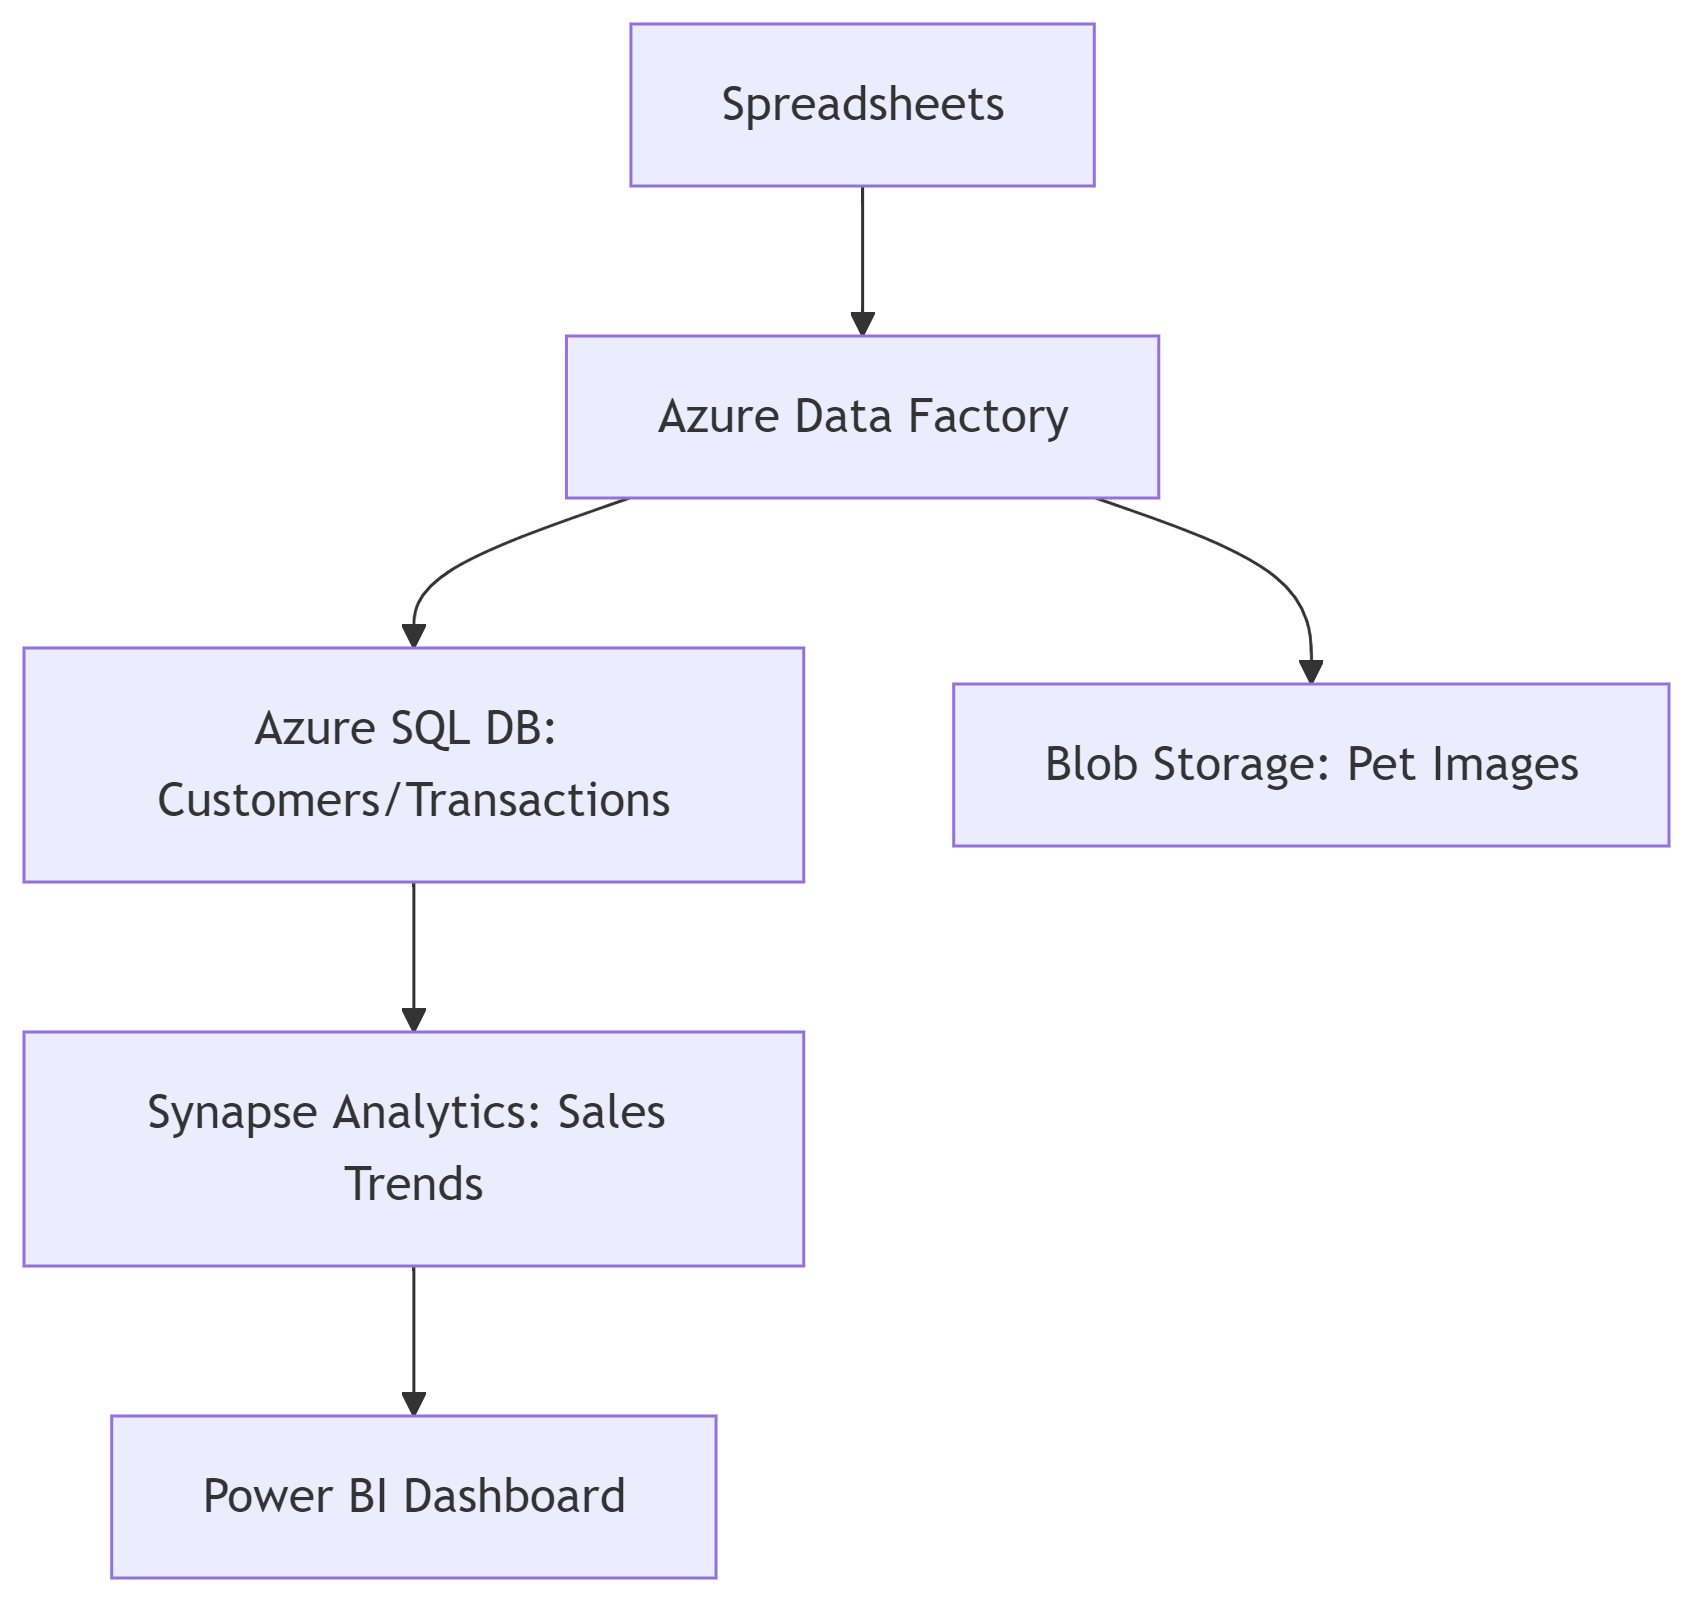 Spreadsheets
Azure Data Factory
Azure SQL DB:
Customers/Transactions
Blob Storage: Pet Images
Synapse Analytics: Sales
Trends
Power BI Dashboard